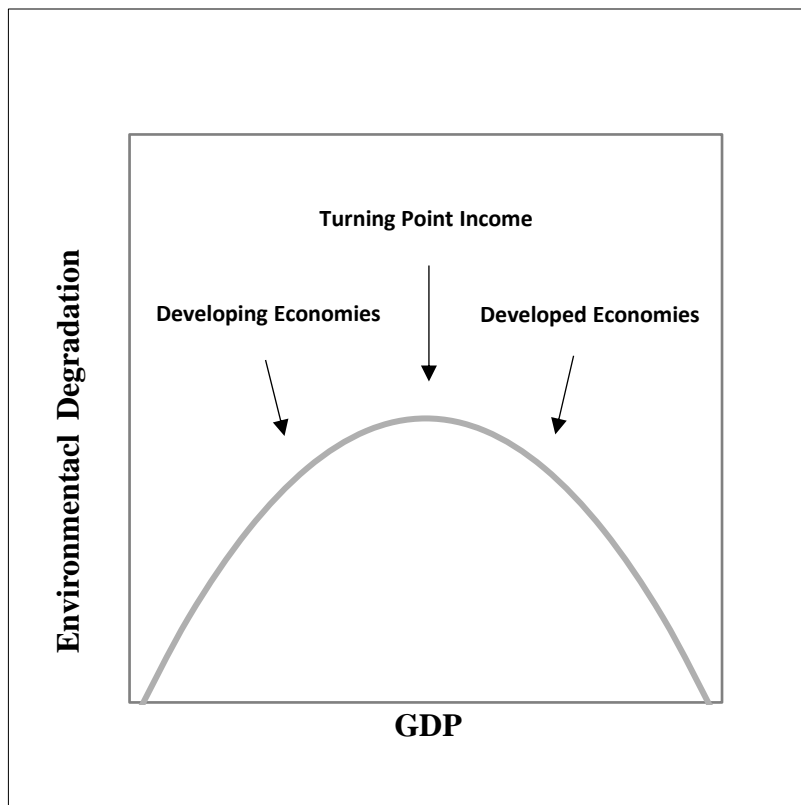 Turning Point Income
Developing Economies
Developed Economies
Environmentacl Degradation
GDP